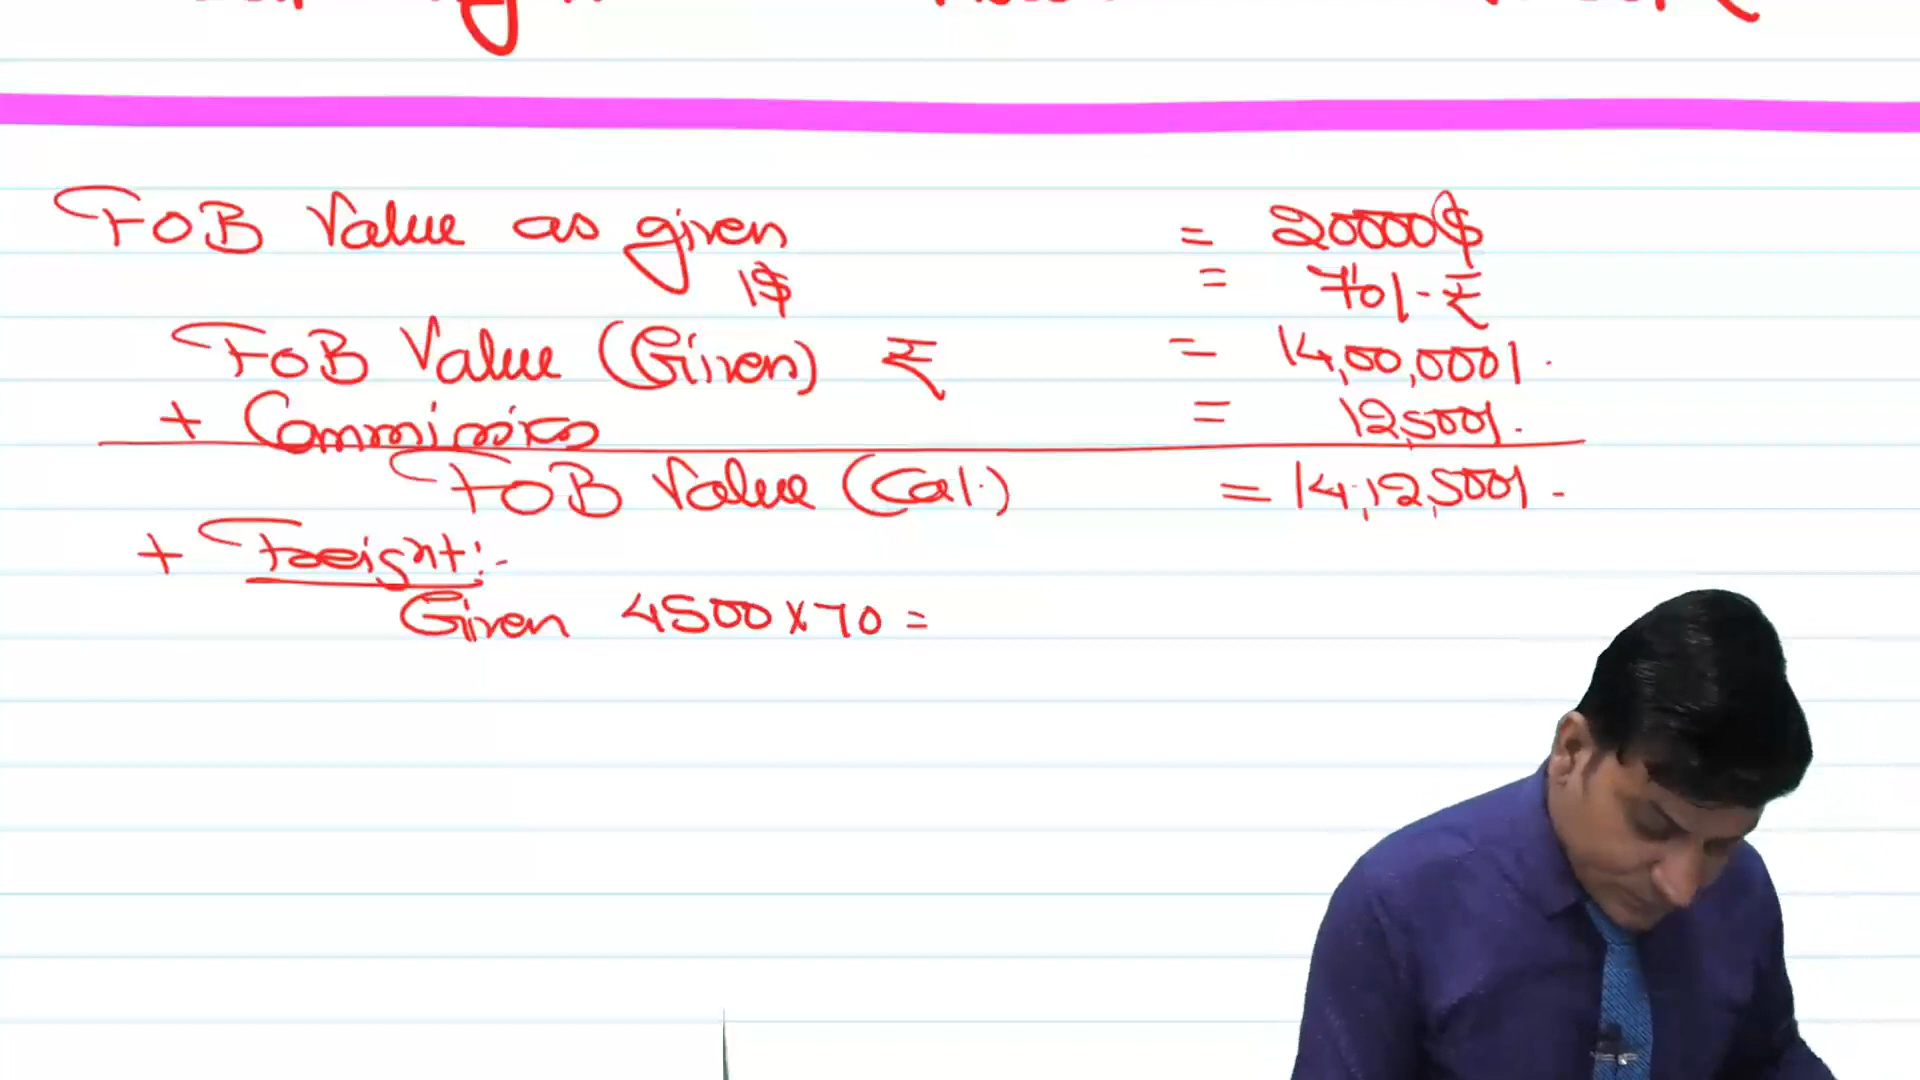 FOB Value as given = 20000$
1$ = 70/- ₹
FOB Value (Given) ₹ = 14,00,000/-
+ Commission = 12,500/-
FOB Value (Cal.) = 14,12,500/-
+ Freight:-
Given 4500 x 70 =